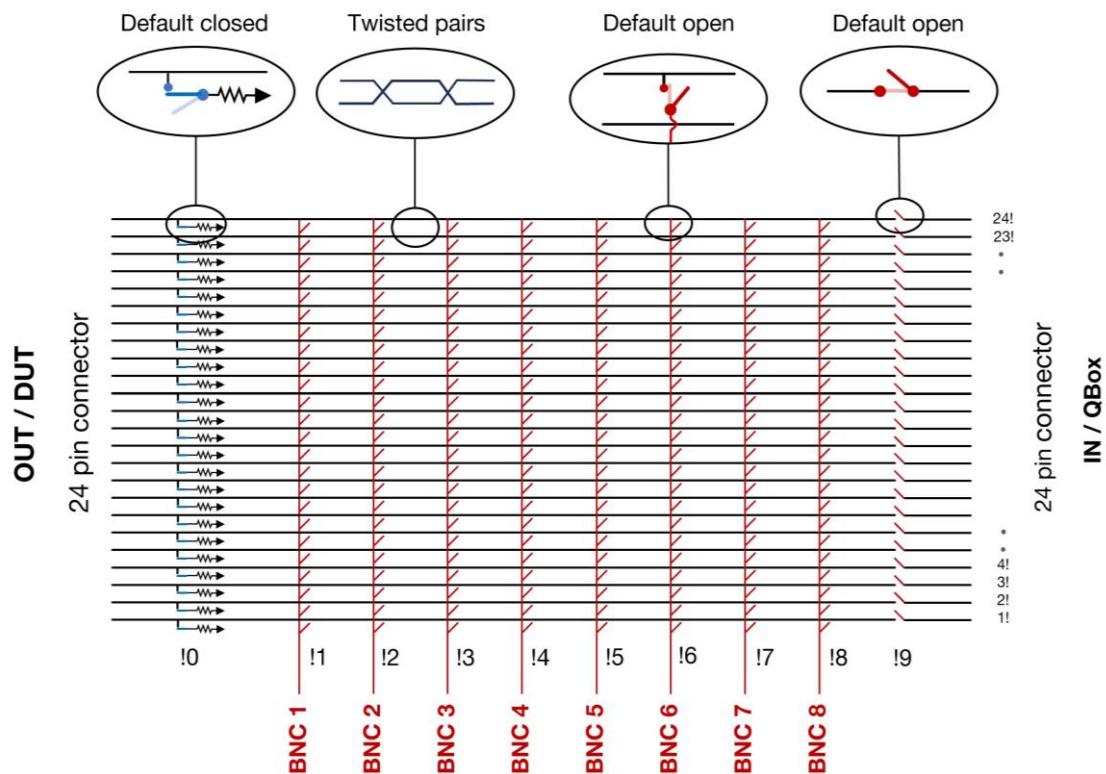 Default closed
Twisted pairs
Default open
Default open
24!
23!
4!
3!
2!
1!
OUT / DUT
24 pin connector
24 pin connector
IN / QBox
!0
!1
!2
!3
!4
!5
!6
!7
!8
!9
BNC 1
BNC 2
BNC 3
BNC 4
BNC 5
BNC 6
BNC 7
BNC 8